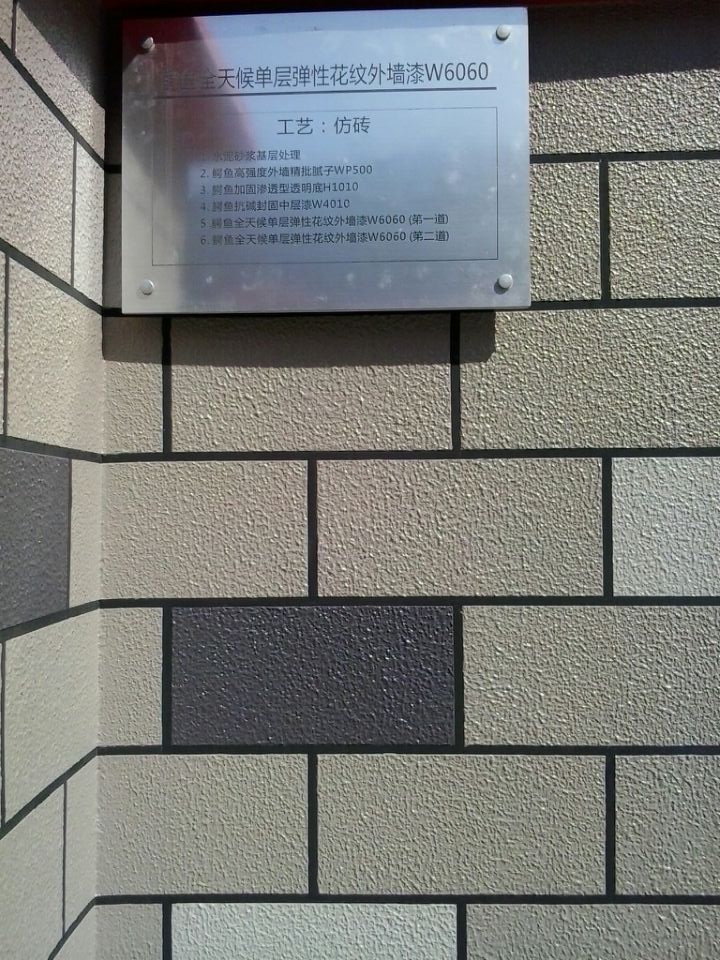 鳄鱼全天候单层弹性花纹外墙漆W6060
工艺：仿砖
1. 水泥砂浆基层处理
2. 鳄鱼高强度外墙精批腻子WP500
3. 鳄鱼加固渗透型透明底H1010
4. 鳄鱼抗碱封固中层漆W4010
5. 鳄鱼全天候单层弹性花纹外墙漆W6060 (第一道)
6. 鳄鱼全天候单层弹性花纹外墙漆W6060 (第二道)